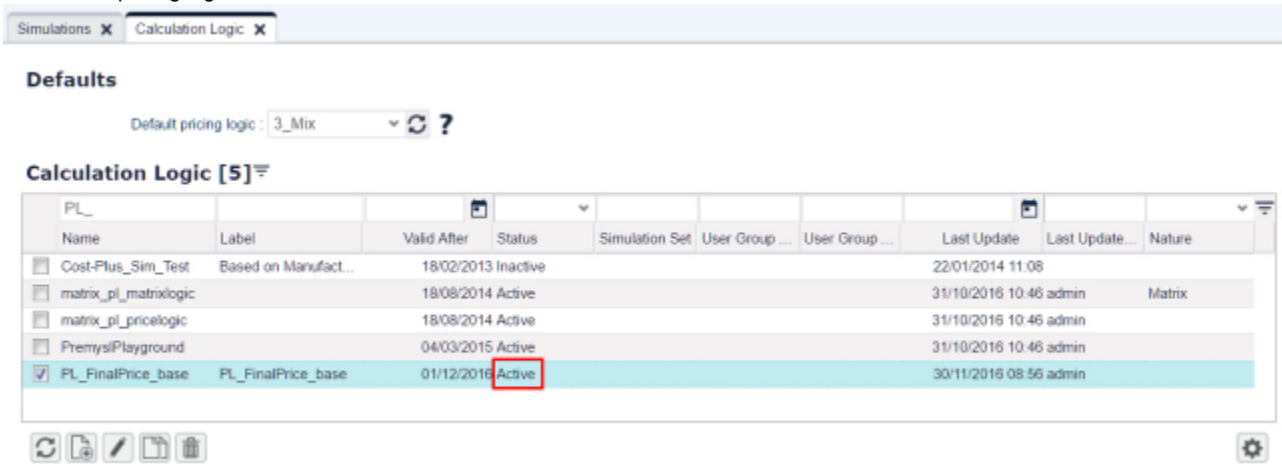 Simulations Calculation Logic
Defaults
Default pricing logic : 3_Mix ?
Calculation Logic [5]
PL_
Name Label Valid After Status Simulation Set User Group ... User Group ... Last Update Last Update... Nature
Cost-Plus_Sim_Test Based on Manufact... 18/02/2013 Inactive 22/01/2014 11:08
matrix_pl_matrixlogic 18/08/2014 Active 31/10/2016 10:46 admin Matrix
matrix_pl_pricelogic 18/08/2014 Active 31/10/2016 10:46 admin
PremyslPlayground 04/03/2015 Active 31/10/2016 10:46 admin
PL_FinalPrice_base PL_FinalPrice_base 01/12/2016 Active 30/11/2016 08:56 admin